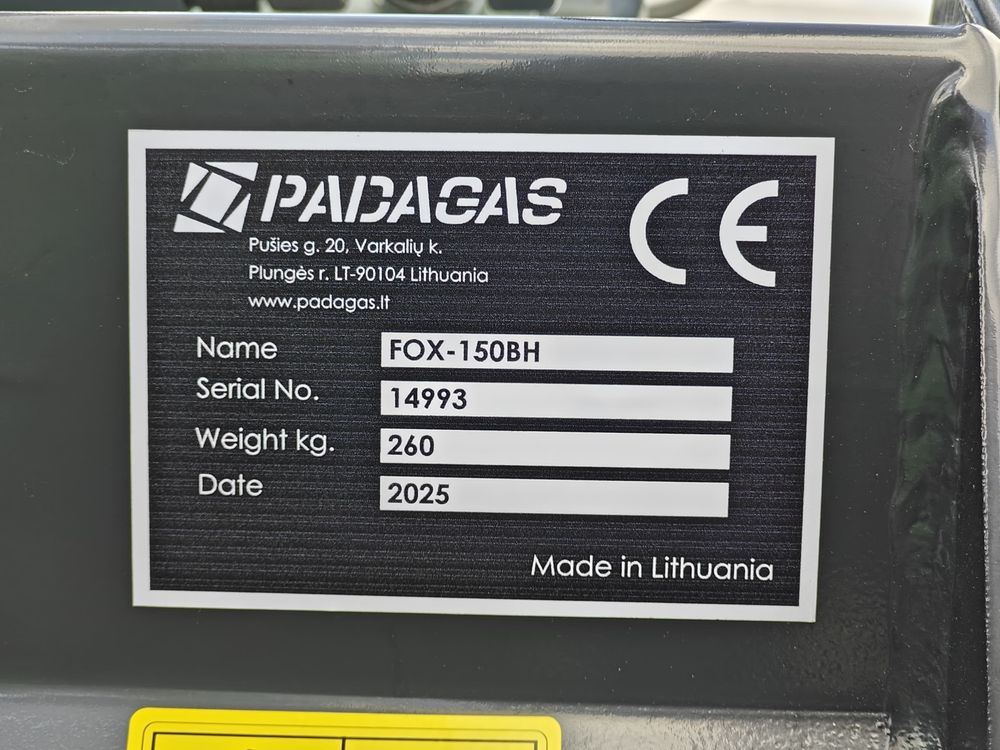 PADAGAS
CE
Pušies g. 20, Varkalių k.
Plungės r. LT-90104 Lithuania
www.padagas.lt
Name FOX-150BH
Serial No. 14993
Weight kg. 260
Date 2025
Made in Lithuania